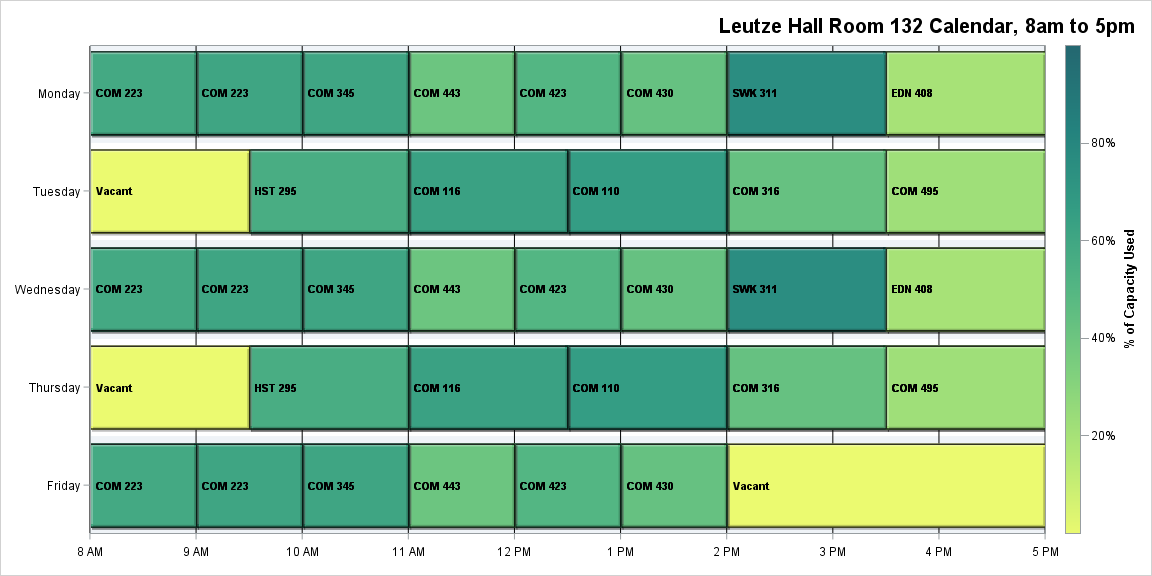 Leutze Hall Room 132 Calendar, 8am to 5pm
Monday
COM 223
COM 223
COM 345
COM 443
COM 423
COM 430
SWK 311
EDN 408
Tuesday
Vacant
HST 295
COM 116
COM 110
COM 316
COM 495
Wednesday
COM 223
COM 223
COM 345
COM 443
COM 423
COM 430
SWK 311
EDN 408
Thursday
Vacant
HST 295
COM 116
COM 110
COM 316
COM 495
Friday
COM 223
COM 223
COM 345
COM 443
COM 423
COM 430
Vacant
8 AM
9 AM
10 AM
11 AM
12 PM
1 PM
2 PM
3 PM
4 PM
5 PM
80%
60%
40%
20%
% of Capacity Used